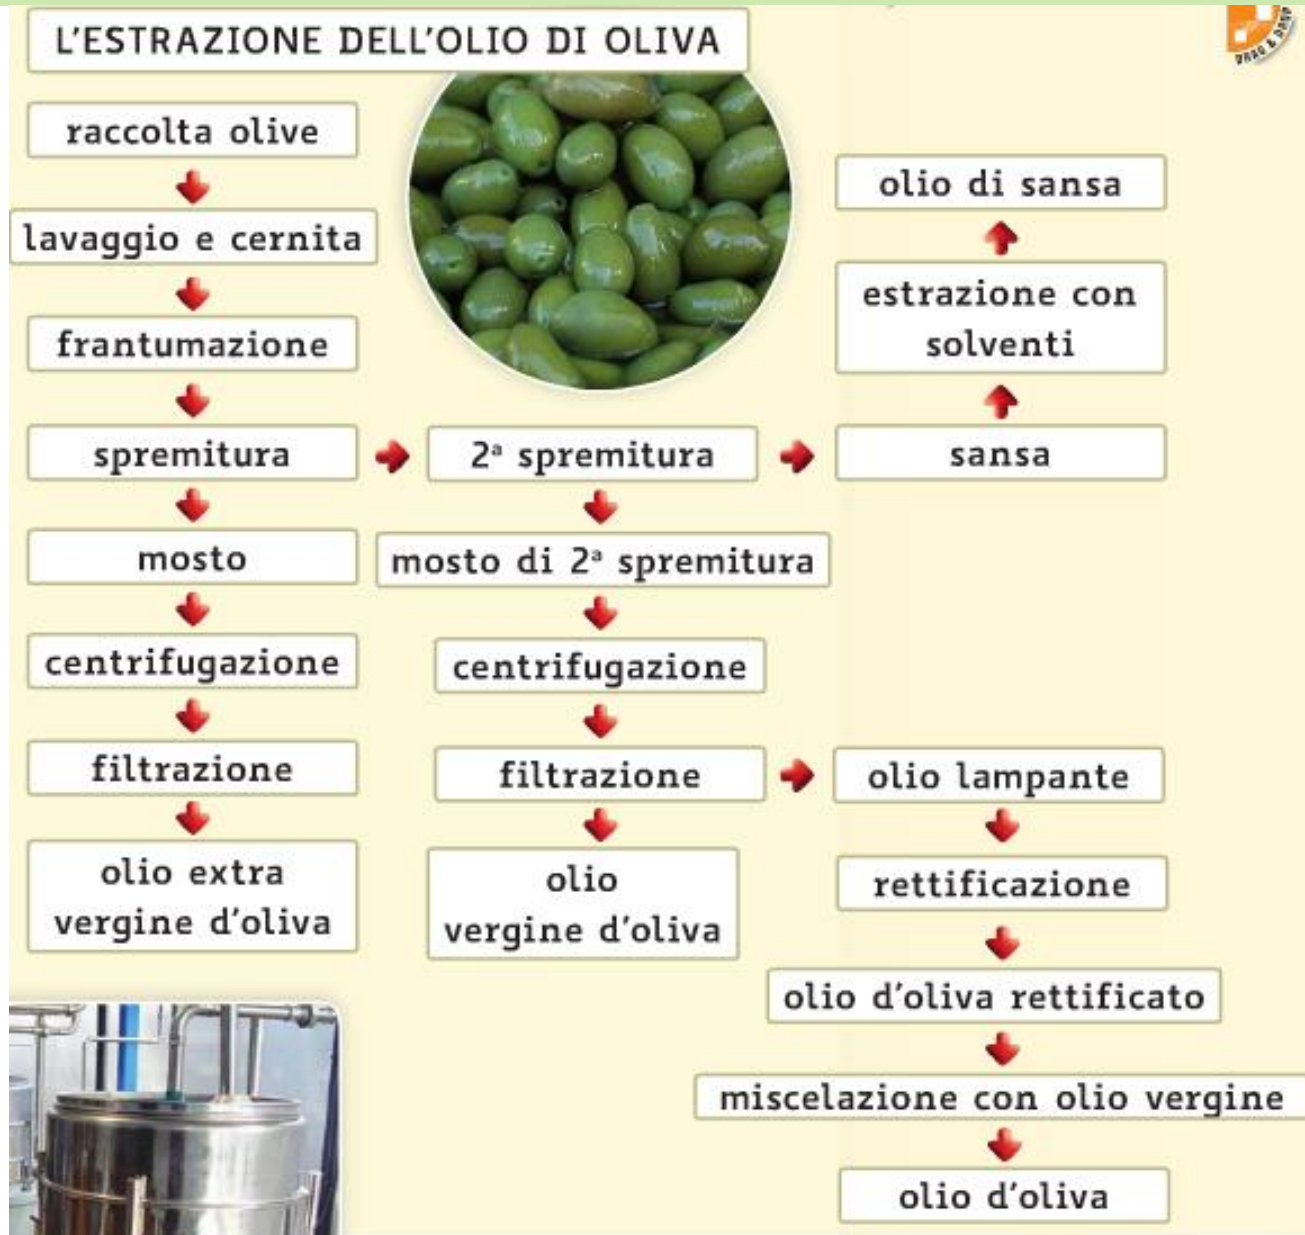 L'ESTRAZIONE DELL'OLIO DI OLIVA
DRAG & DROP
raccolta olive
lavaggio e cernita
frantumazione
spremitura
mosto
centrifugazione
filtrazione
olio extra
vergine d'oliva
2ª spremitura
mosto di 2ª spremitura
centrifugazione
filtrazione
olio
vergine d'oliva
olio di sansa
estrazione con
solventi
sansa
olio lampante
rettificazione
olio d'oliva rettificato
miscelazione con olio vergine
olio d'oliva